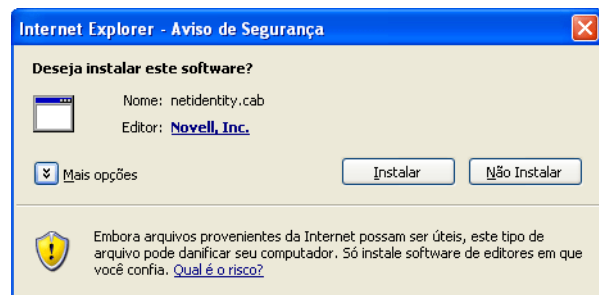 Internet Explorer - Aviso de Segurança
Deseja instalar este software?
Nome: netidentity.cab
Editor: Novell, Inc.
Mais opções
Instalar
Não Instalar
Embora arquivos provenientes da Internet possam ser úteis, este tipo de
arquivo pode danificar seu computador. Só instale software de editores em que
você confia. Qual é o risco?